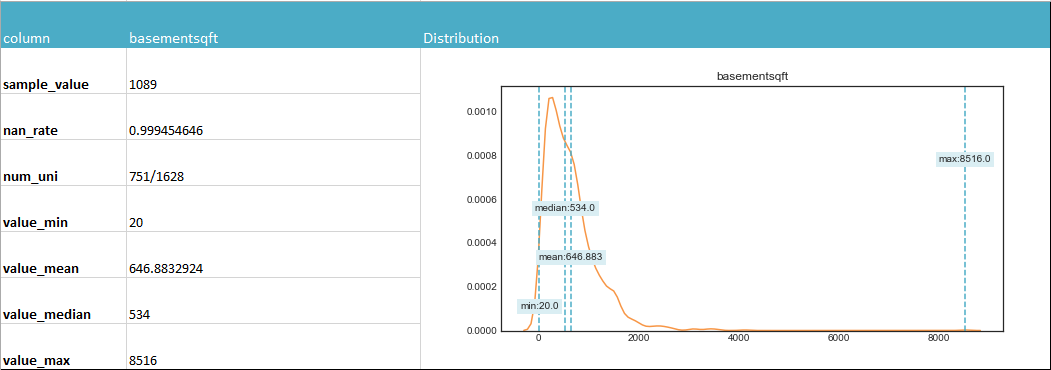 column basementsqft Distribution
sample_value 1089
nan_rate 0.999454646
num_uni 751/1628
value_min 20
value_mean 646.8832924
value_median 534
value_max 8516
basementsqft
0.0010
0.0008
0.0006
0.0004
0.0002
0.0000
max:8516.0
median:534.0
mean:646.883
min:20.0
0 2000 4000 6000 8000